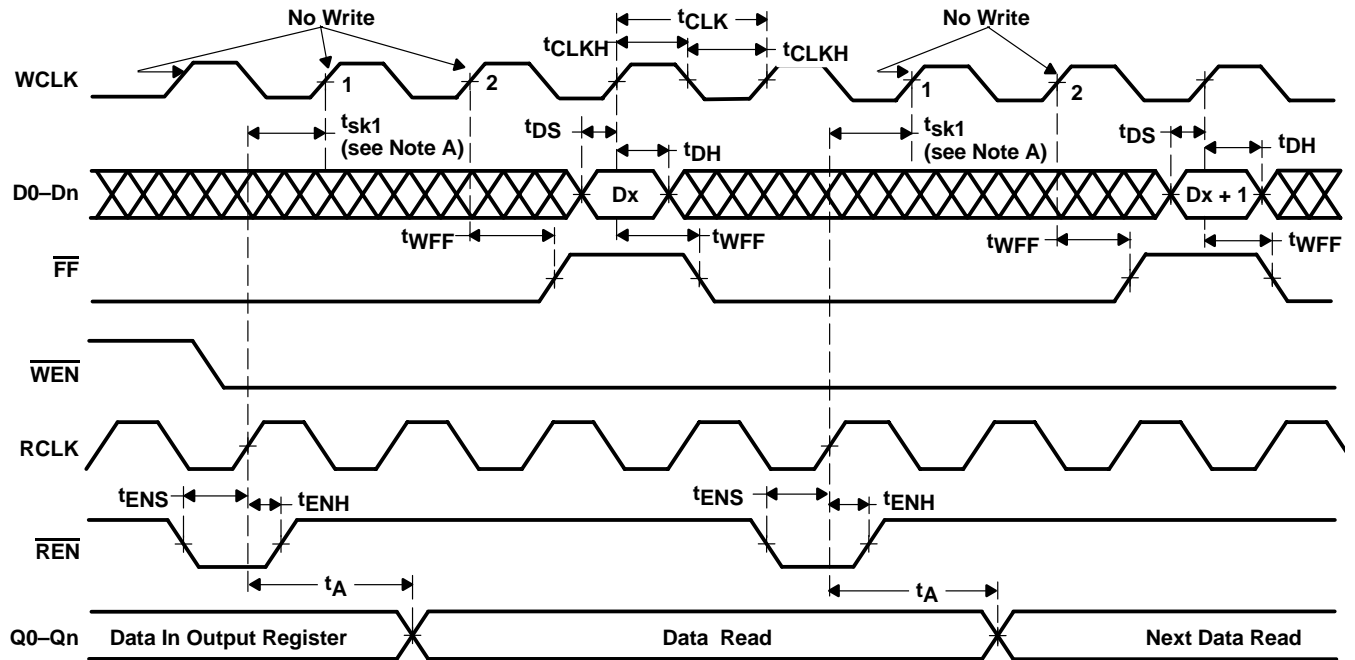 No Write
tCLK
No Write
tCLKH
tCLKH
WCLK
1
2
1
2
tsk1
(see Note A)
tDS
tDH
tsk1
(see Note A)
tDS
tDH
D0–Dn
Dx
Dx + 1
tWFF
tWFF
tWFF
tWFF
FF
WEN
RCLK
tENS
tENH
tENS
tENH
REN
tA
tA
Q0–Qn
Data In Output Register
Data Read
Next Data Read